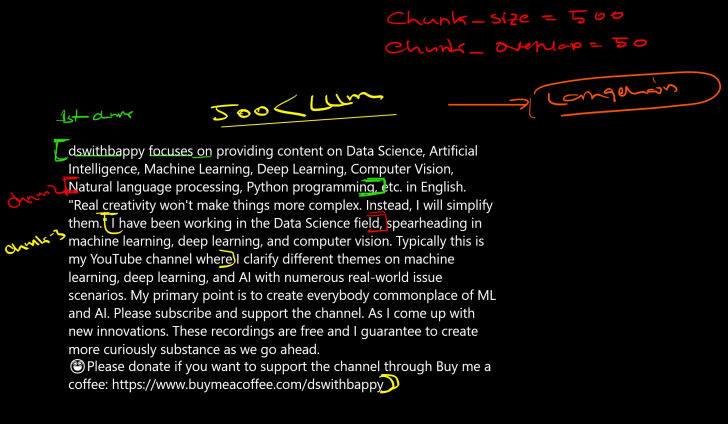 Chunk_size = 500
Chunk_overlap = 50
500 < LLM
Langchain
1st chunk
dswithbappy focuses on providing content on Data Science, Artificial
Intelligence, Machine Learning, Deep Learning, Computer Vision,
Natural language processing, Python programming, etc. in English.
"Real creativity won't make things more complex. Instead, I will simplify
them. I have been working in the Data Science field, spearheading in
machine learning, deep learning, and computer vision. Typically this is
my YouTube channel where I clarify different themes on machine
learning, deep learning, and AI with numerous real-world issue
scenarios. My primary point is to create everybody commonplace of ML
and AI. Please subscribe and support the channel. As I come up with
new innovations. These recordings are free and I guarantee to create
more curiously substance as we go ahead.
😄Please donate if you want to support the channel through Buy me a
coffee: https://www.buymeacoffee.com/dswithbappy